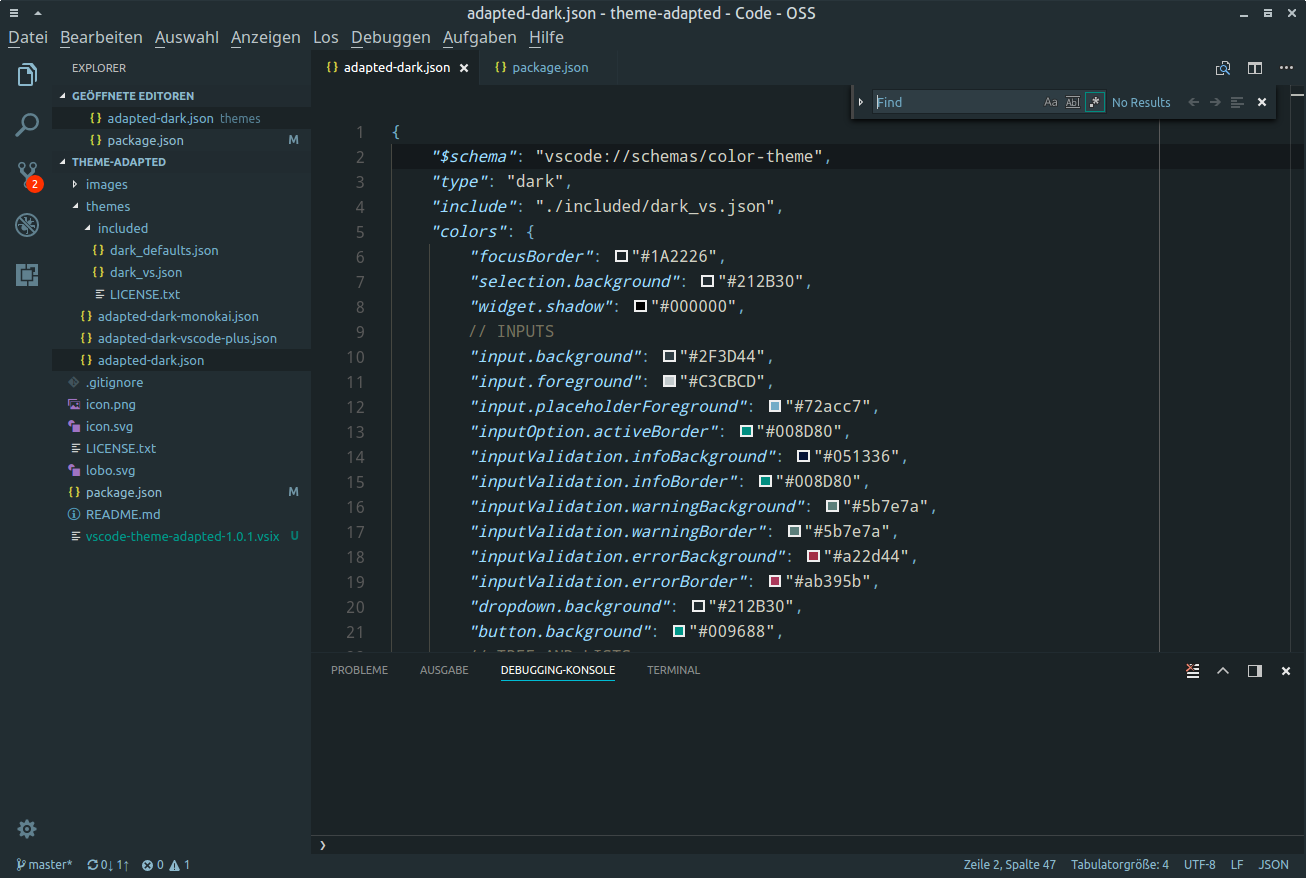 adapted-dark.json - theme-adapted - Code - OSS
Datei Bearbeiten Auswahl Anzeigen Los Debuggen Aufgaben Hilfe
EXPLORER
GEÖFFNETE EDITOREN
{} adapted-dark.json themes
{} package.json M
THEME-ADAPTED
images
themes
included
{} dark_defaults.json
{} dark_vs.json
LICENSE.txt
{} adapted-dark-monokai.json
{} adapted-dark-vscode-plus.json
{} adapted-dark.json
.gitignore
icon.png
icon.svg
LICENSE.txt
lobo.svg
{} package.json M
README.md
vscode-theme-adapted-1.0.1.vsix U
2
{} adapted-dark.json × {} package.json
Find Aa Abl .* No Results
1 {
2 "$schema": "vscode://schemas/color-theme",
3 "type": "dark",
4 "include": "./included/dark_vs.json",
5 "colors": {
6 "focusBorder": "#1A2226",
7 "selection.background": "#212B30",
8 "widget.shadow": "#000000",
9 // INPUTS
10 "input.background": "#2F3D44",
11 "input.foreground": "#C3CBCD",
12 "input.placeholderForeground": "#72acc7",
13 "inputOption.activeBorder": "#008D80",
14 "inputValidation.infoBackground": "#051336",
15 "inputValidation.infoBorder": "#008D80",
16 "inputValidation.warningBackground": "#5b7e7a",
17 "inputValidation.warningBorder": "#5b7e7a",
18 "inputValidation.errorBackground": "#a22d44",
19 "inputValidation.errorBorder": "#ab395b",
20 "dropdown.background": "#212B30",
21 "button.background": "#009688",
// TREE AND LISTS
PROBLEME AUSGABE DEBUGGING-KONSOLE TERMINAL
❯
master* 0↓ 1↑ 0 1 Zeile 2, Spalte 47 Tabulatorgröße: 4 UTF-8 LF JSON